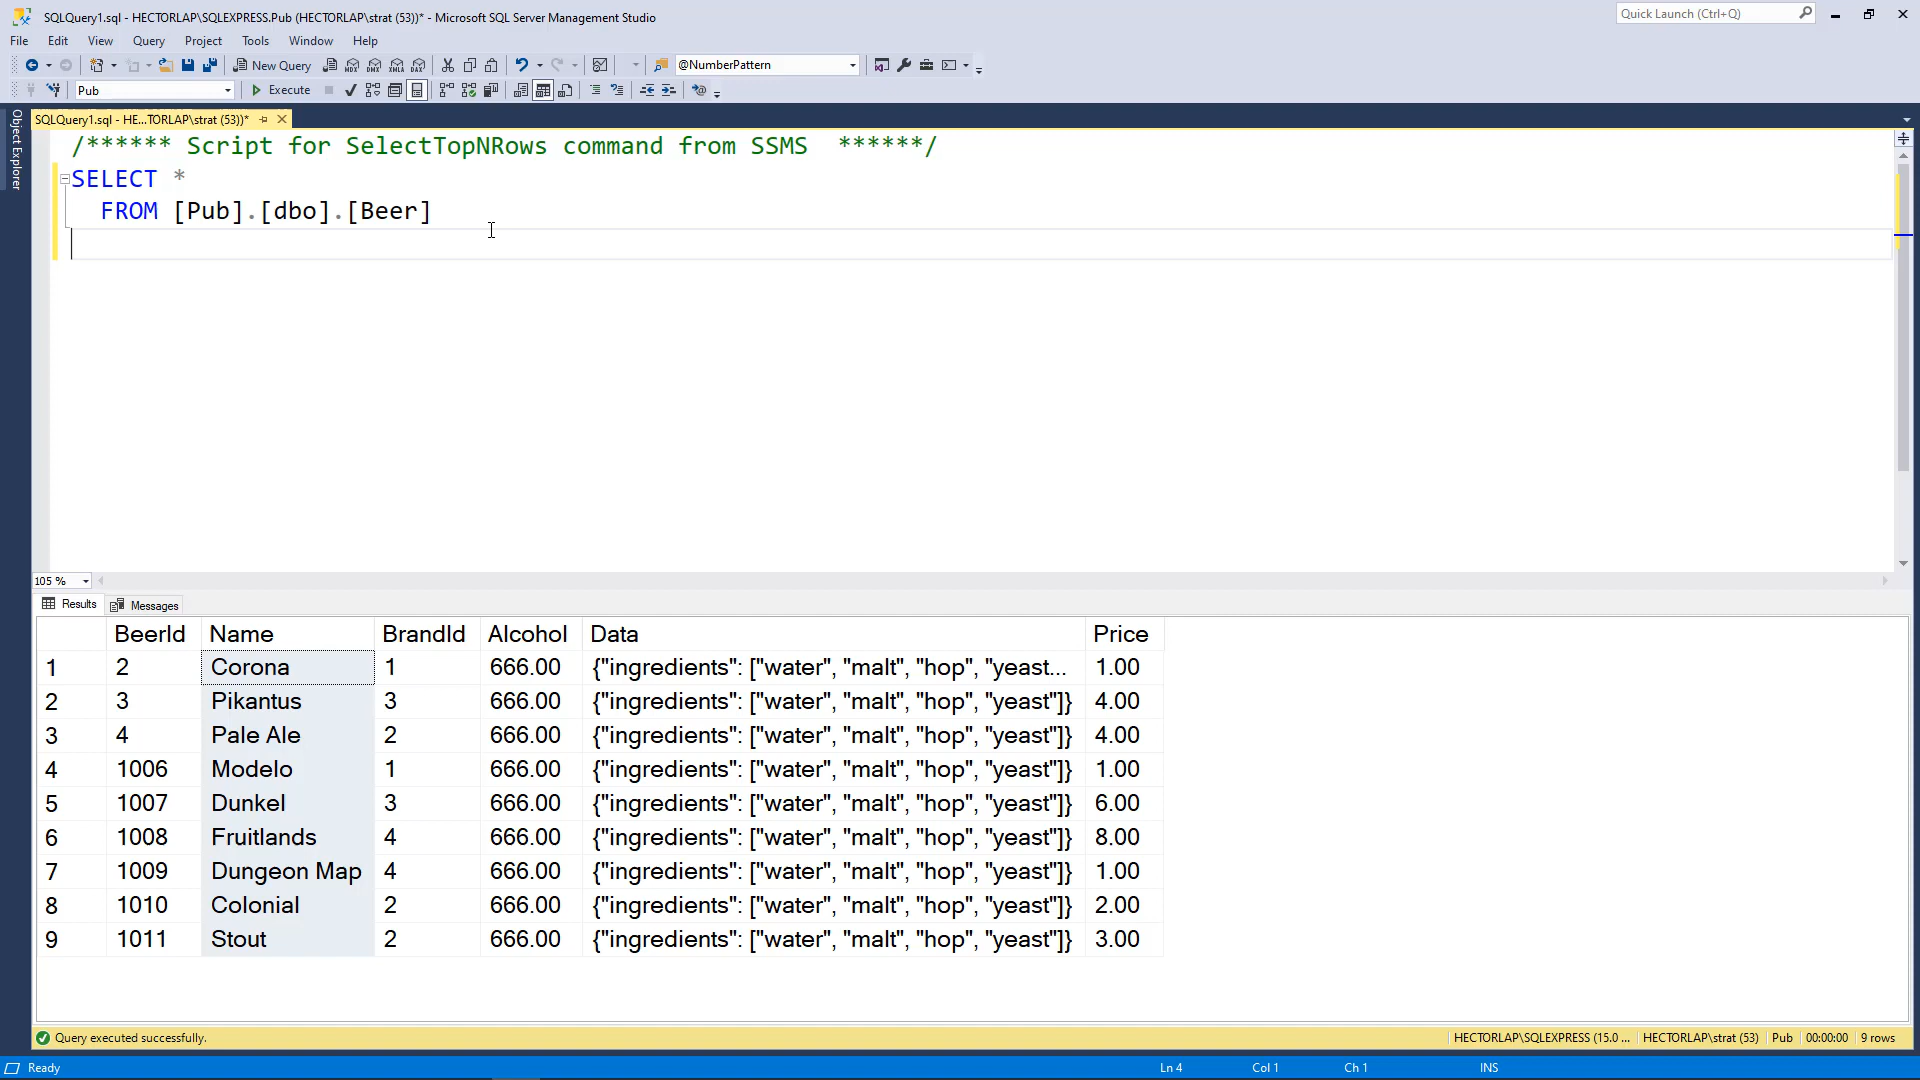 SQLQuery1.sql - HECTORLAP\SQLEXPRESS.Pub (HECTORLAP\strat (53))* - Microsoft SQL Server Management Studio
Quick Launch (Ctrl+Q)
File Edit View Query Project Tools Window Help
New Query @NumberPattern
Pub Execute
Object Explorer
SQLQuery1.sql - HE...TORLAP\strat (53))*
/****** Script for SelectTopNRows command from SSMS ******/
SELECT *
FROM [Pub].[dbo].[Beer]
105 %
Results Messages
BeerId Name BrandId Alcohol Data Price
1 2 Corona 1 666.00 {"ingredients": ["water", "malt", "hop", "yeast... 1.00
2 3 Pikantus 3 666.00 {"ingredients": ["water", "malt", "hop", "yeast"]} 4.00
3 4 Pale Ale 2 666.00 {"ingredients": ["water", "malt", "hop", "yeast"]} 4.00
4 1006 Modelo 1 666.00 {"ingredients": ["water", "malt", "hop", "yeast"]} 1.00
5 1007 Dunkel 3 666.00 {"ingredients": ["water", "malt", "hop", "yeast"]} 6.00
6 1008 Fruitlands 4 666.00 {"ingredients": ["water", "malt", "hop", "yeast"]} 8.00
7 1009 Dungeon Map 4 666.00 {"ingredients": ["water", "malt", "hop", "yeast"]} 1.00
8 1010 Colonial 2 666.00 {"ingredients": ["water", "malt", "hop", "yeast"]} 2.00
9 1011 Stout 2 666.00 {"ingredients": ["water", "malt", "hop", "yeast"]} 3.00
Query executed successfully. HECTORLAP\SQLEXPRESS (15.0 ... HECTORLAP\strat (53) Pub 00:00:00 9 rows
Ready Ln 4 Col 1 Ch 1 INS